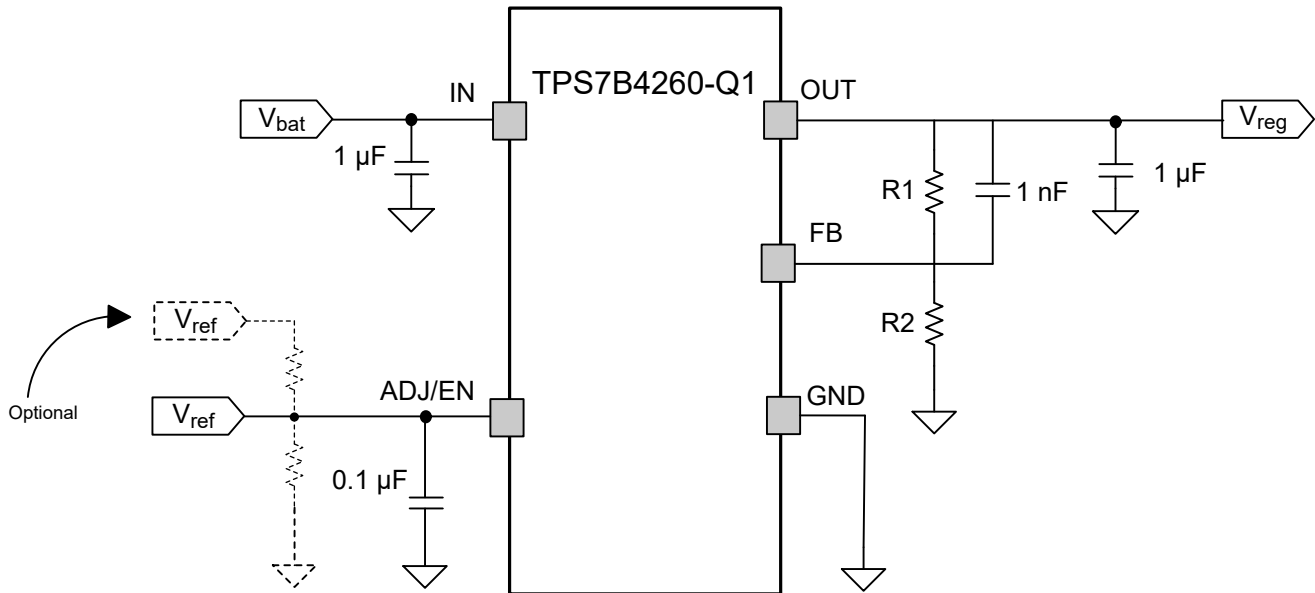 TPS7B4260-Q1
IN
OUT
V_bat
V_reg
1 µF
R1
1 nF
1 µF
FB
V_ref
R2
ADJ/EN
GND
Optional
V_ref
0.1 µF